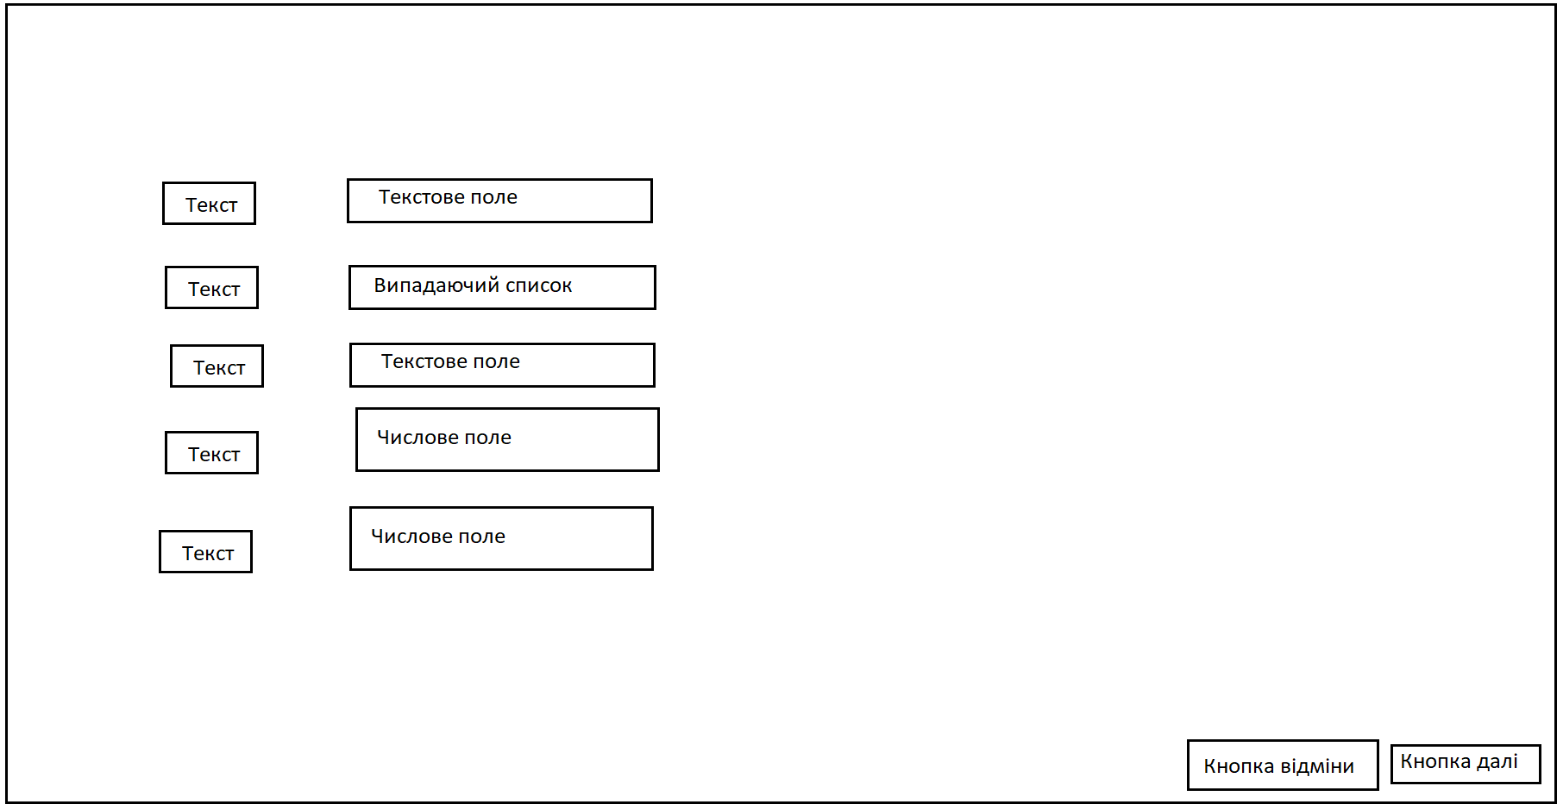 Текст
Текстове поле
Текст
Випадаючий список
Текст
Текстове поле
Текст
Числове поле
Текст
Числове поле
Кнопка відміни
Кнопка далі